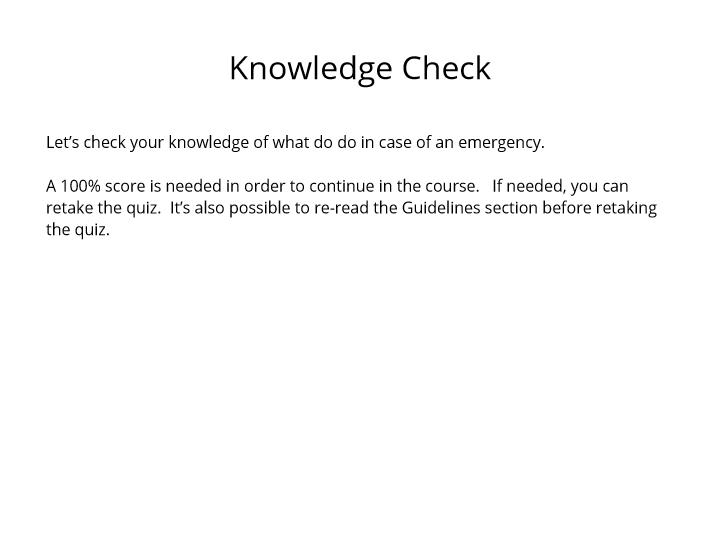 Knowledge Check
Let’s check your knowledge of what do do in case of an emergency.
A 100% score is needed in order to continue in the course.   If needed, you can
retake the quiz.  It’s also possible to re-read the Guidelines section before retaking
the quiz.